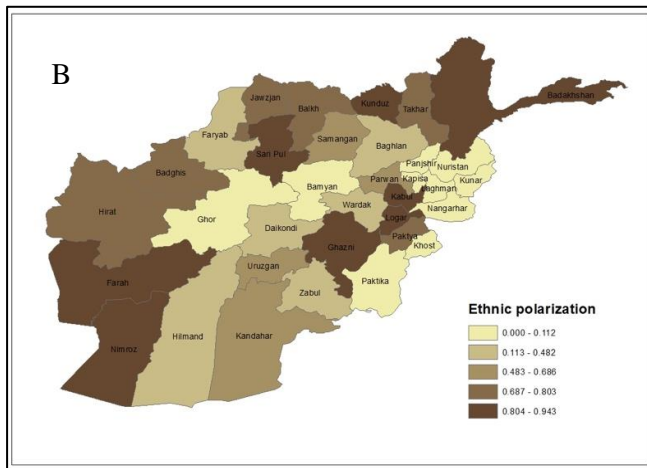 B
Jawzjan
Balkh
Kunduz
Takhar
Badakhshan
Faryab
Sari Pul
Samangan
Baghlan
Badghis
Panjshir
Nuristan
Hirat
Bamyan
Parwan
Kapisa
Kunar
Laghman
Ghor
Kabul
Wardak
Nangarhar
Logar
Daikondi
Paktya
Ghazni
Khost
Uruzgan
Farah
Paktika
Zabul
Nimroz
Hilmand
Kandahar
Ethnic polarization
0.000 - 0.112
0.113 - 0.482
0.483 - 0.686
0.687 - 0.803
0.804 - 0.943